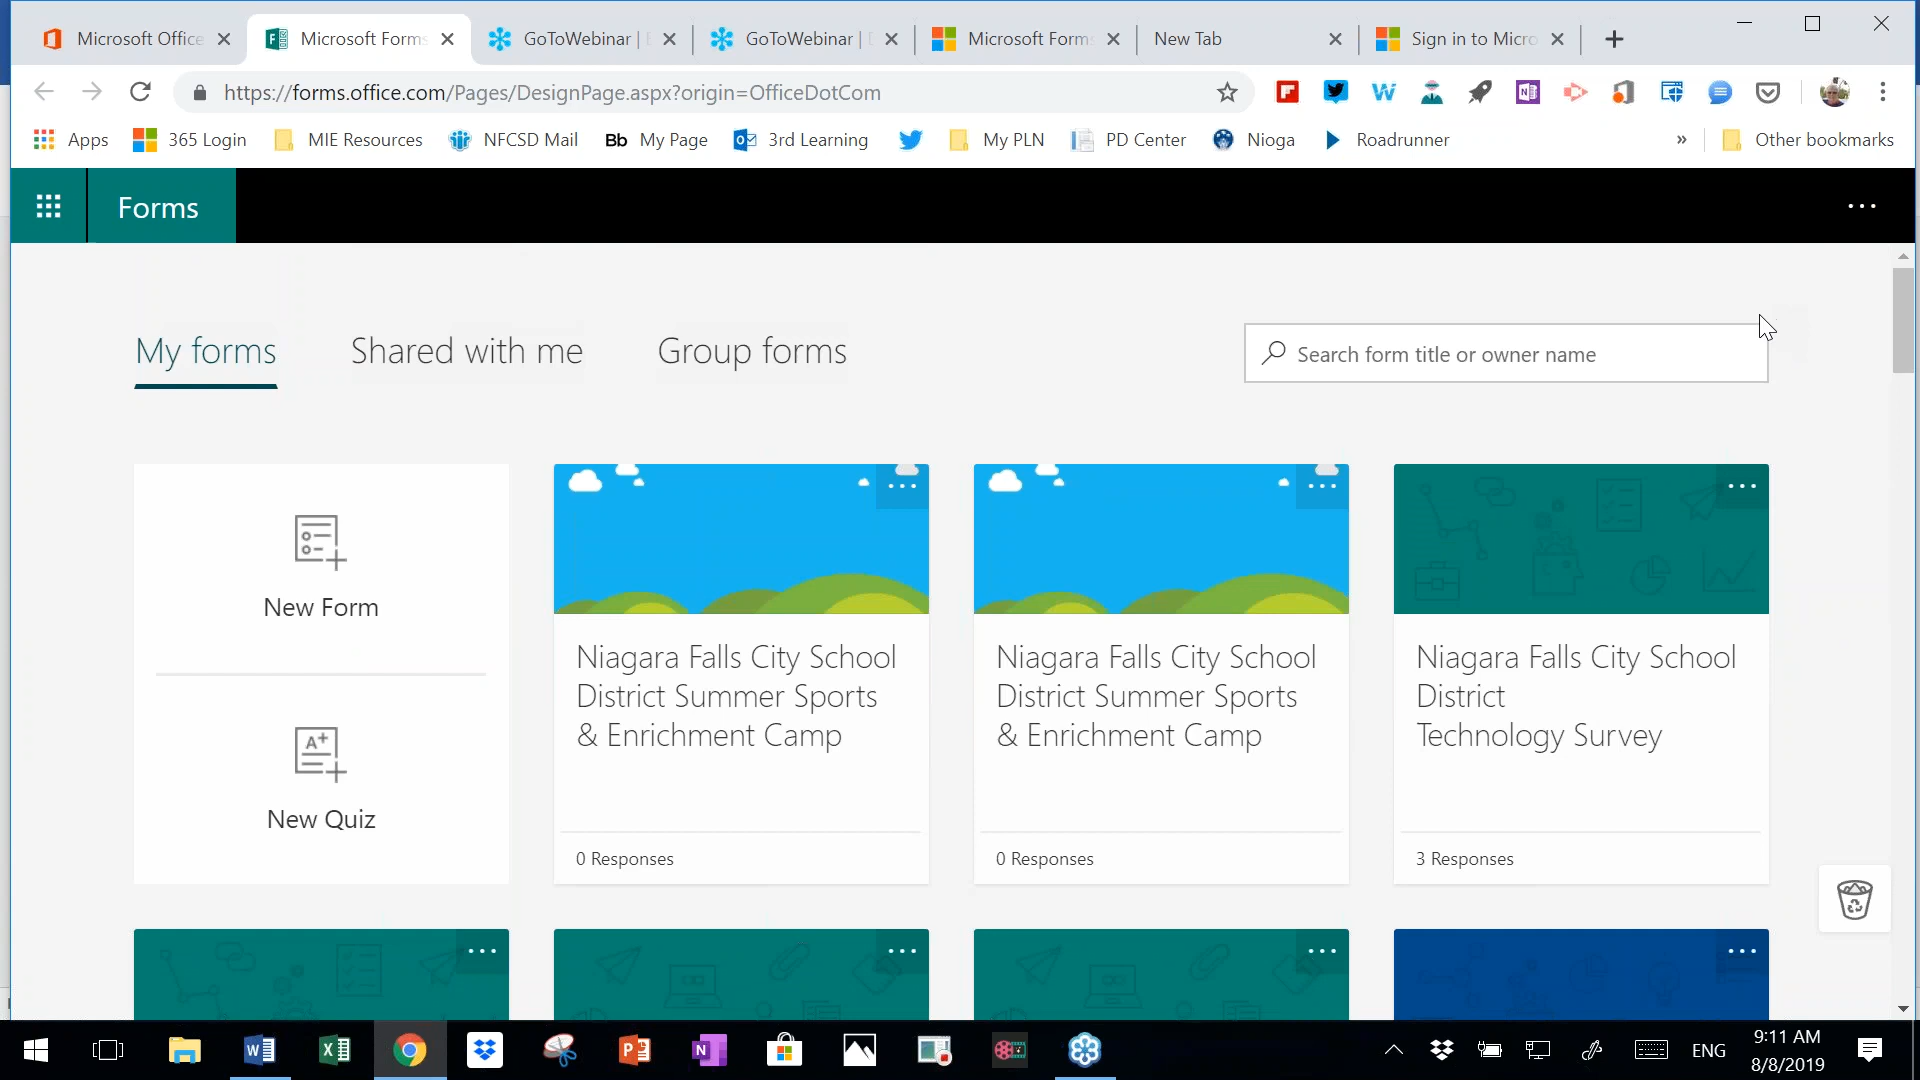 Microsoft Office
Microsoft Forms
GoToWebinar |
GoToWebinar |
Microsoft Forms
New Tab
Sign in to Micro
https://forms.office.com/Pages/DesignPage.aspx?origin=OfficeDotCom
Apps
365 Login
MIE Resources
NFCSD Mail
Bb My Page
3rd Learning
My PLN
PD Center
Nioga
Roadrunner
»
Other bookmarks
Forms
My forms
Shared with me
Group forms
Search form title or owner name
New Form
New Quiz
Niagara Falls City School
District Summer Sports
& Enrichment Camp
0 Responses
Niagara Falls City School
District Summer Sports
& Enrichment Camp
0 Responses
Niagara Falls City School
District
Technology Survey
3 Responses
ENG
9:11 AM
8/8/2019